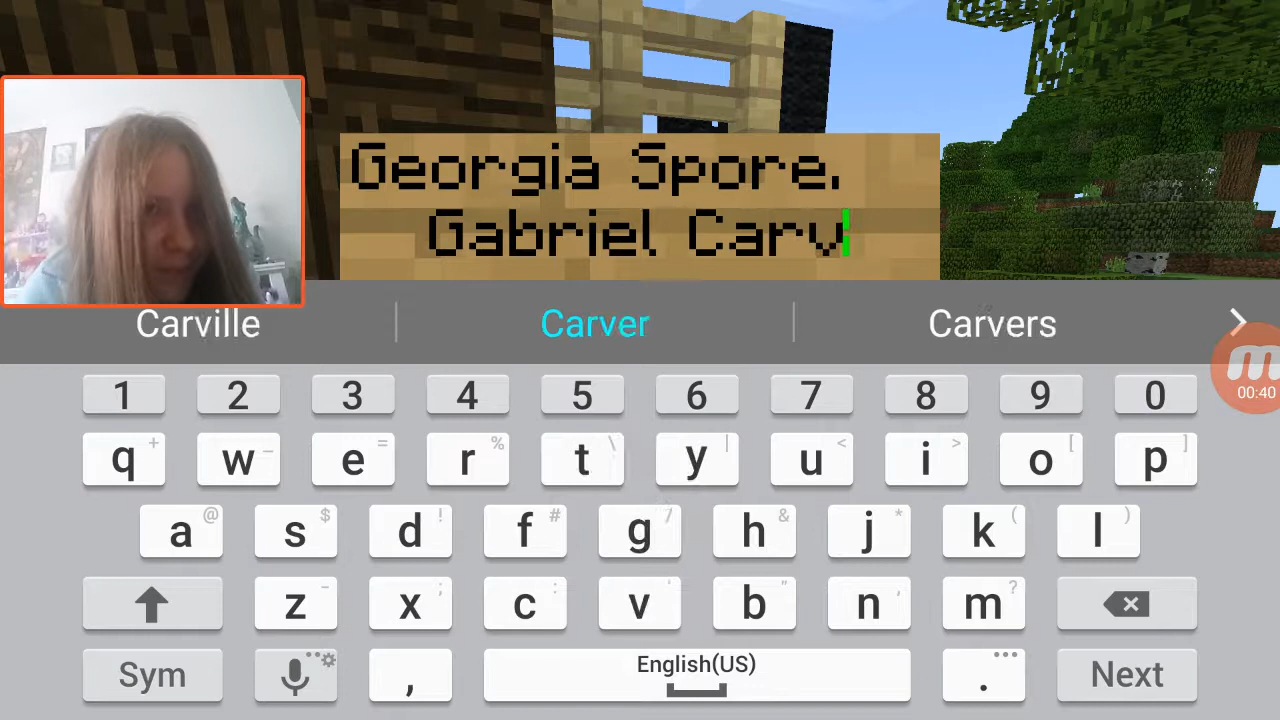 Georgia Spore.
Gabriel Carv
Carville Carver Carvers
m
00:40
1 2 3 4 5 6 7 8 9 0
q + w e = r % t \ y | u < i > o [ p ]
a @ s $ d ! f # g / h & j * k ( l )
z x ; c : v ' b " n , m ?
Sym , English(US) . Next